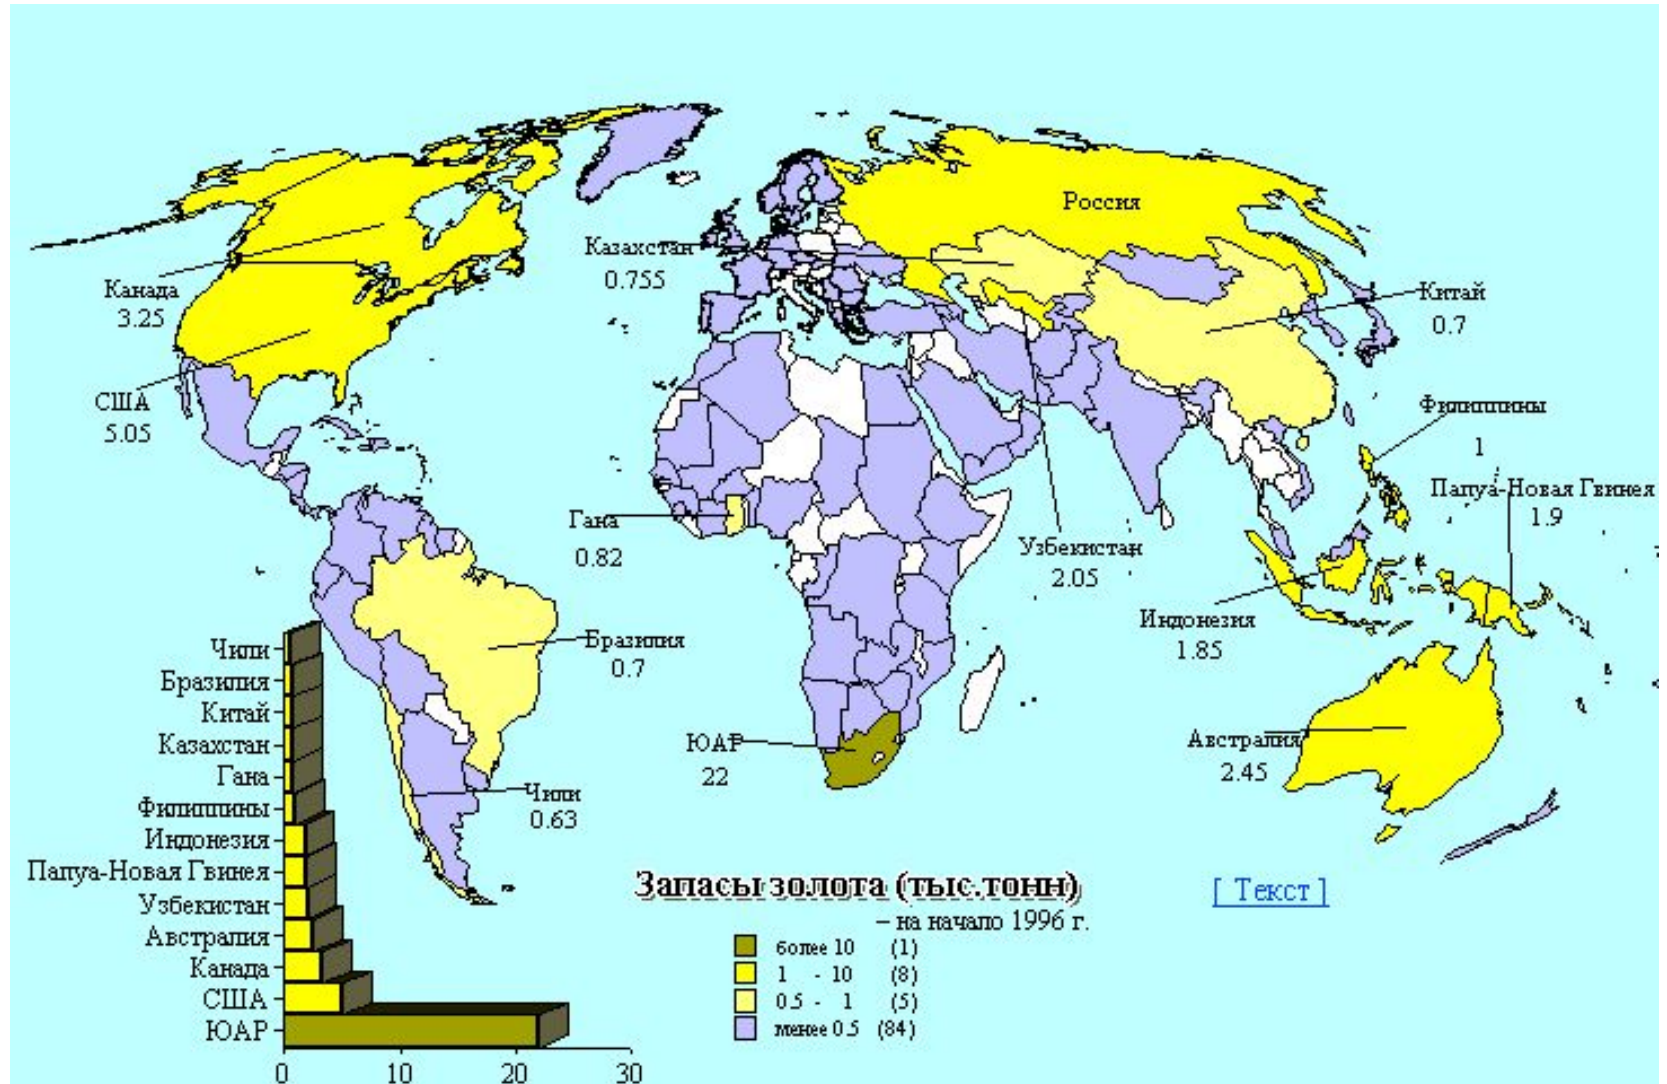 Россия
Казахстан
0.755
Канада
3.25
Китай
0.7
США
5.05
Филиппины
1
Папуа-Новая Гвинея
1.9
Гана
0.82
Узбекистан
2.05
Индонезия
1.85
Бразилия
0.7
ЮАР
22
Австралия
2.45
Чили
0.63
Чили
Бразилия
Китай
Казахстан
Гана
Филиппины
Индонезия
Папуа-Новая Гвинея
Узбекистан
Австралия
Канада
США
ЮАР
0 10 20 30
Запасы золота (тыс.тонн)
– на начало 1996 г.
более 10 (1)
1 - 10 (8)
0.5 - 1 (5)
менее 0.5 (84)
[ Текст ]